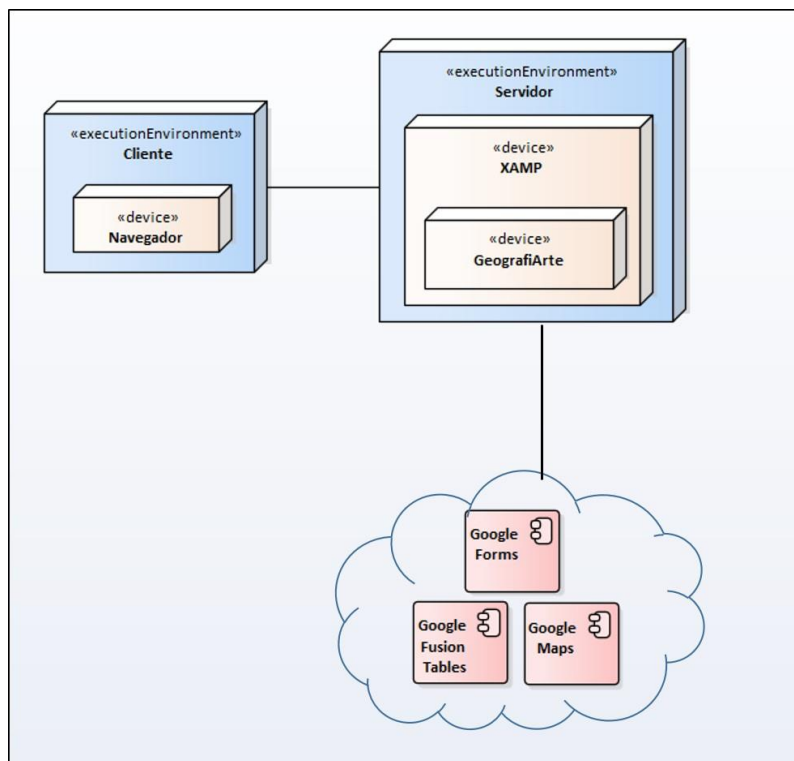 «executionEnvironment»
Servidor
«executionEnvironment»
Cliente
«device»
XAMP
«device»
Navegador
«device»
GeografiArte
Google
Forms
Google
Fusion
Tables
Google
Maps